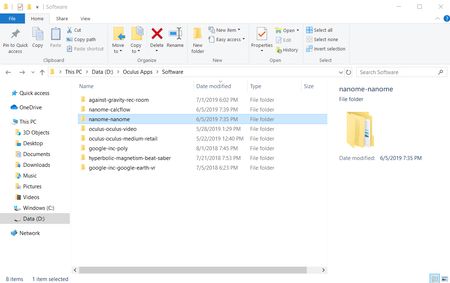 Software
File Home Share View
Pin to Quick access
Copy
Paste
Cut
Copy path
Paste shortcut
Clipboard
Move to
Copy to
Delete
Rename
Organize
New folder
New item
Easy access
New
Properties
Open
Edit
History
Open
Select all
Select none
Invert selection
Select
This PC > Data (D:) > Oculus Apps > Software
Search Software
Name Date modified Type Size
against-gravity-rec-room 7/1/2019 6:02 PM File folder
nanome-calcflow 6/5/2019 7:39 PM File folder
nanome-nanome 6/5/2019 7:35 PM File folder
oculus-oculus-video 5/28/2019 1:29 PM File folder
oculus-oculus-medium-retail 5/22/2019 12:40 PM File folder
google-inc-poly 8/1/2018 7:45 PM File folder
hyperbolic-magnetism-beat-saber 7/21/2018 7:53 PM File folder
google-inc-google-earth-vr 7/5/2018 6:23 PM File folder
Quick access
OneDrive
This PC
3D Objects
Desktop
Documents
Downloads
Music
Pictures
Videos
Windows (C:)
Data (D:)
Network
nanome-nanome
File folder
Date modified: 6/5/2019 7:35 PM
8 items 1 item selected